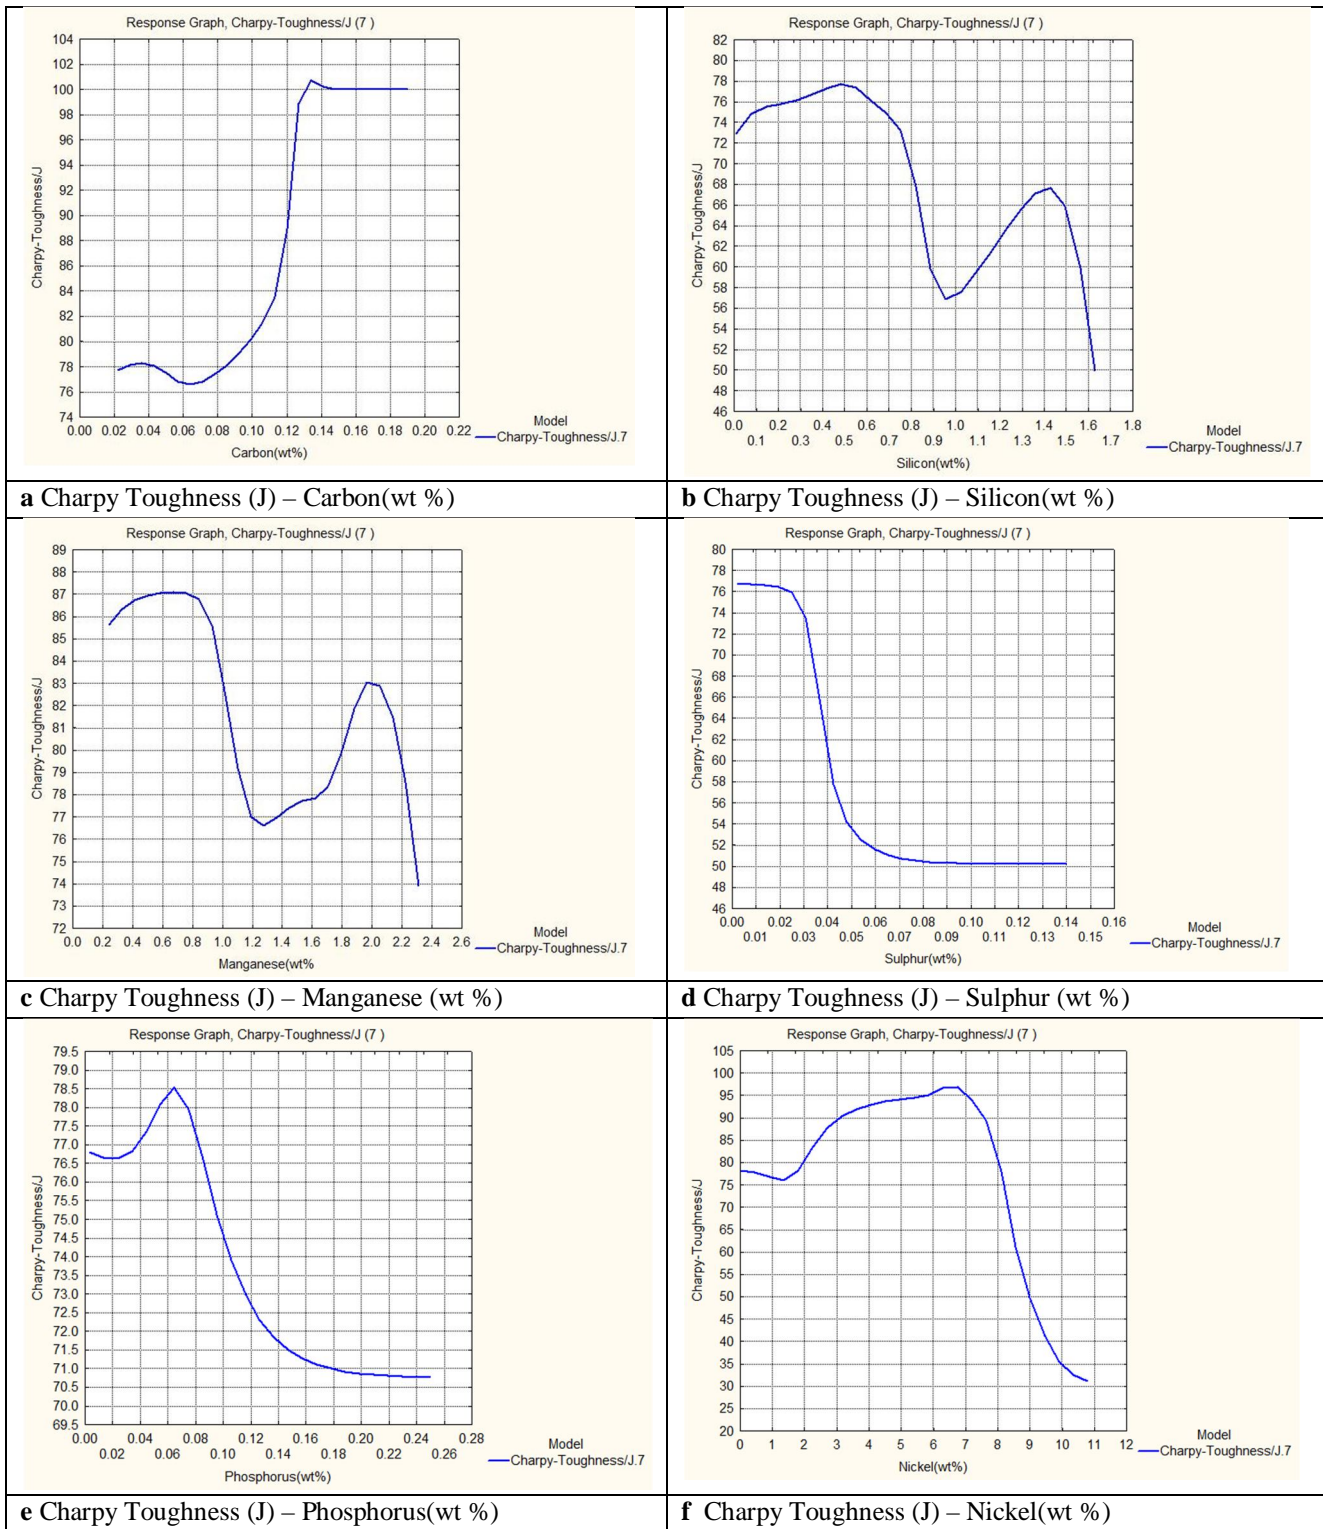 Response Graph, Charpy-Toughness/J (7 )
104
102
100
98
96
94
92
90
88
86
84
82
80
78
76
74
Charpy-Toughness/J
0.00 0.02 0.04 0.06 0.08 0.10 0.12 0.14 0.16 0.18 0.20 0.22
Carbon(wt%)
Model
Charpy-Toughness/J.7
a Charpy Toughness (J) – Carbon(wt %)
Response Graph, Charpy-Toughness/J (7 )
82
80
78
76
74
72
70
68
66
64
62
60
58
56
54
52
50
48
46
Charpy-Toughness/J
0.0 0.2 0.4 0.6 0.8 1.0 1.2 1.4 1.6 1.8
0.1 0.3 0.5 0.7 0.9 1.1 1.3 1.5 1.7
Silicon(wt%)
Model
Charpy-Toughness/J.7
b Charpy Toughness (J) – Silicon(wt %)
Response Graph, Charpy-Toughness/J (7 )
89
88
87
86
85
84
83
82
81
80
79
78
77
76
75
74
73
72
Charpy-Toughness/J
0.0 0.2 0.4 0.6 0.8 1.0 1.2 1.4 1.6 1.8 2.0 2.2 2.4 2.6
Manganese(wt%
Model
Charpy-Toughness/J.7
c Charpy Toughness (J) – Manganese (wt %)
Response Graph, Charpy-Toughness/J (7 )
80
78
76
74
72
70
68
66
64
62
60
58
56
54
52
50
48
46
Charpy-Toughness/J
0.00 0.02 0.04 0.06 0.08 0.10 0.12 0.14 0.16
0.01 0.03 0.05 0.07 0.09 0.11 0.13 0.15
Sulphur(wt%)
Model
Charpy-Toughness/J.7
d Charpy Toughness (J) – Sulphur (wt %)
Response Graph, Charpy-Toughness/J (7 )
79.5
79.0
78.5
78.0
77.5
77.0
76.5
76.0
75.5
75.0
74.5
74.0
73.5
73.0
72.5
72.0
71.5
71.0
70.5
70.0
69.5
Charpy-Toughness/J
0.00 0.04 0.08 0.12 0.16 0.20 0.24 0.28
0.02 0.06 0.10 0.14 0.18 0.22 0.26
Phosphorus(wt%)
Model
Charpy-Toughness/J.7
e Charpy Toughness (J) – Phosphorus(wt %)
Response Graph, Charpy-Toughness/J (7 )
105
100
95
90
85
80
75
70
65
60
55
50
45
40
35
30
25
20
Charpy-Toughness/J
0 1 2 3 4 5 6 7 8 9 10 11 12
Nickel(wt%)
Model
Charpy-Toughness/J.7
f Charpy Toughness (J) – Nickel(wt %)